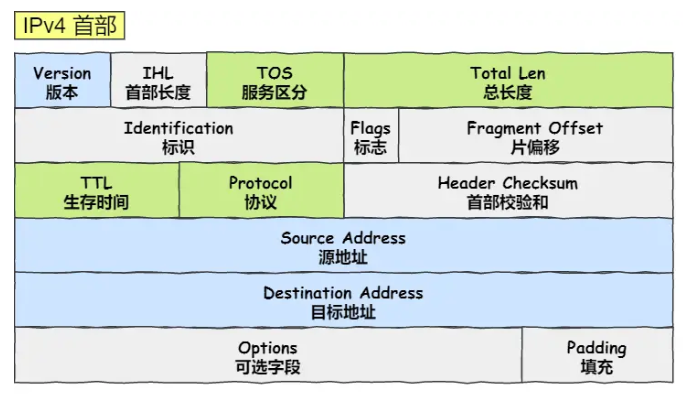 IPv4 首部
Version IHL TOS Total Len
版本 首部长度 服务区分 总长度
Identification Flags Fragment Offset
标识 标志 片偏移
TTL Protocol Header Checksum
生存时间 协议 首部校验和
Source Address
源地址
Destination Address
目标地址
Options Padding
可选字段 填充